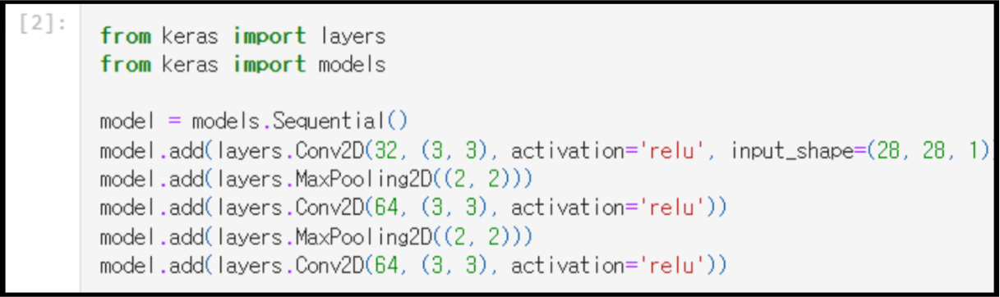 [2]:
from keras import layers
from keras import models
model = models.Sequential()
model.add(layers.Conv2D(32, (3, 3), activation='relu', input_shape=(28, 28, 1)
model.add(layers.MaxPooling2D((2, 2)))
model.add(layers.Conv2D(64, (3, 3), activation='relu'))
model.add(layers.MaxPooling2D((2, 2)))
model.add(layers.Conv2D(64, (3, 3), activation='relu'))